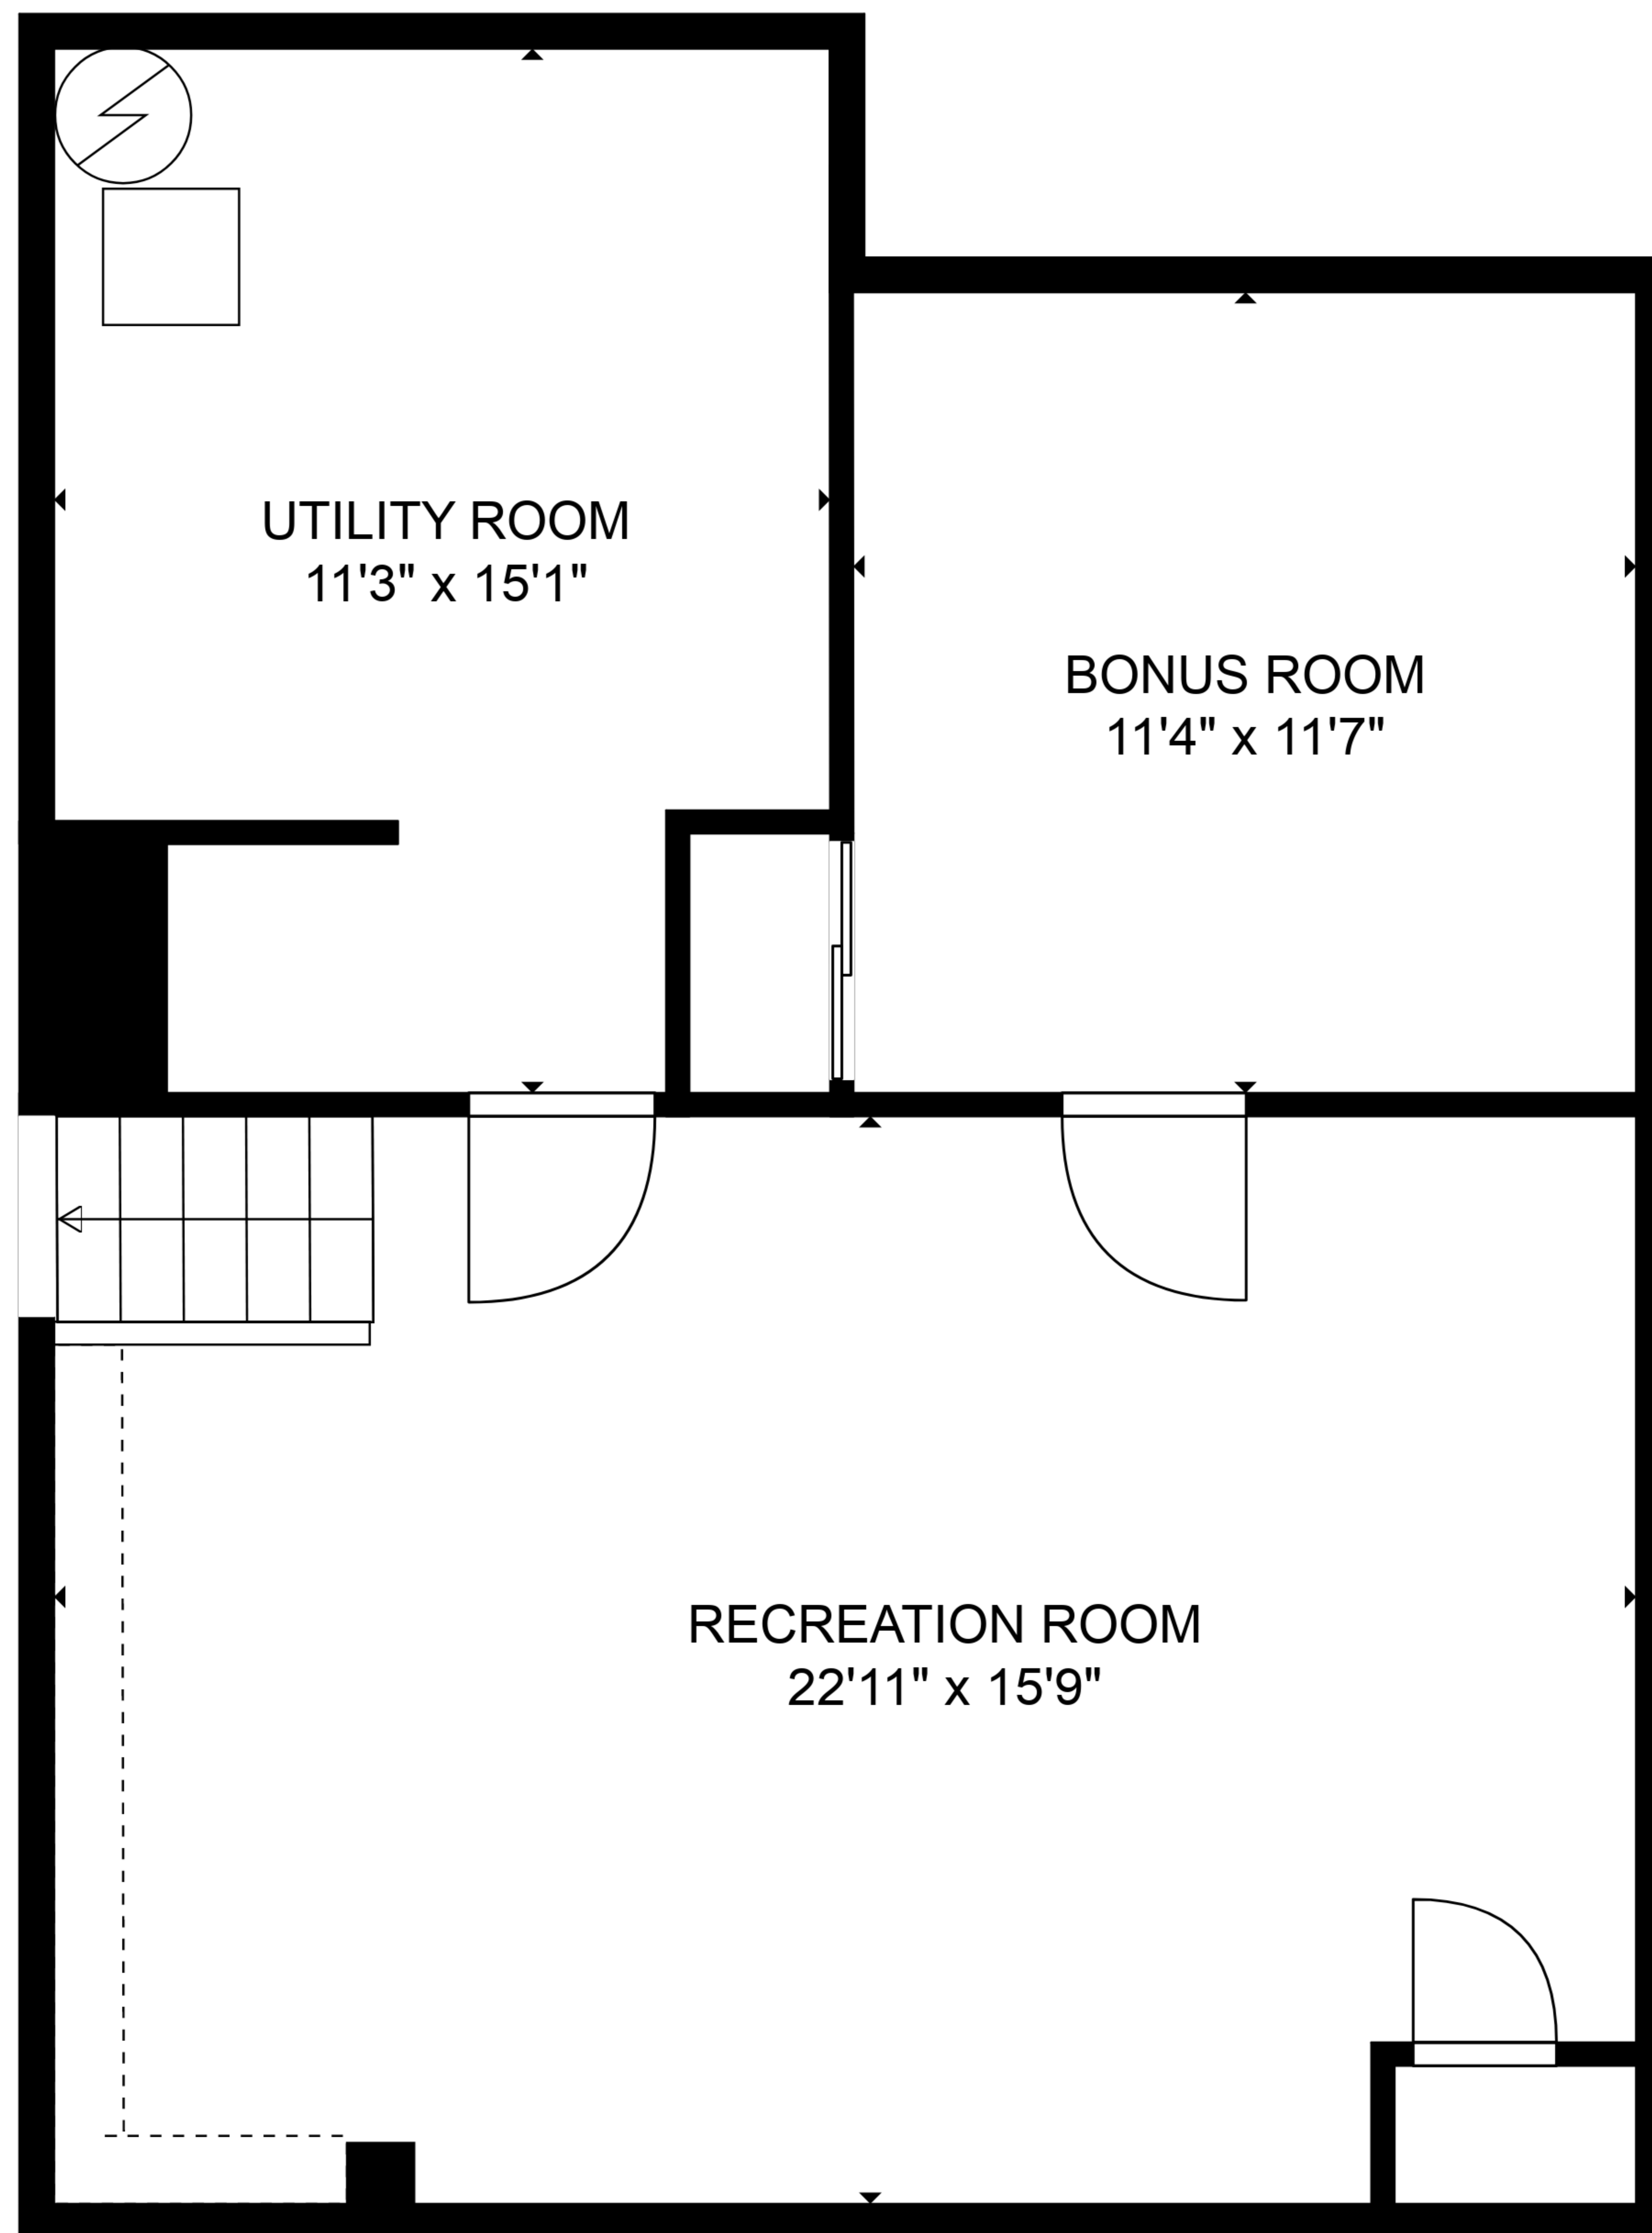 UTILITY ROOM
11'3" x 15'1"
BONUS ROOM
11'4" x 11'7"
RECREATION ROOM
22'11" x 15'9"